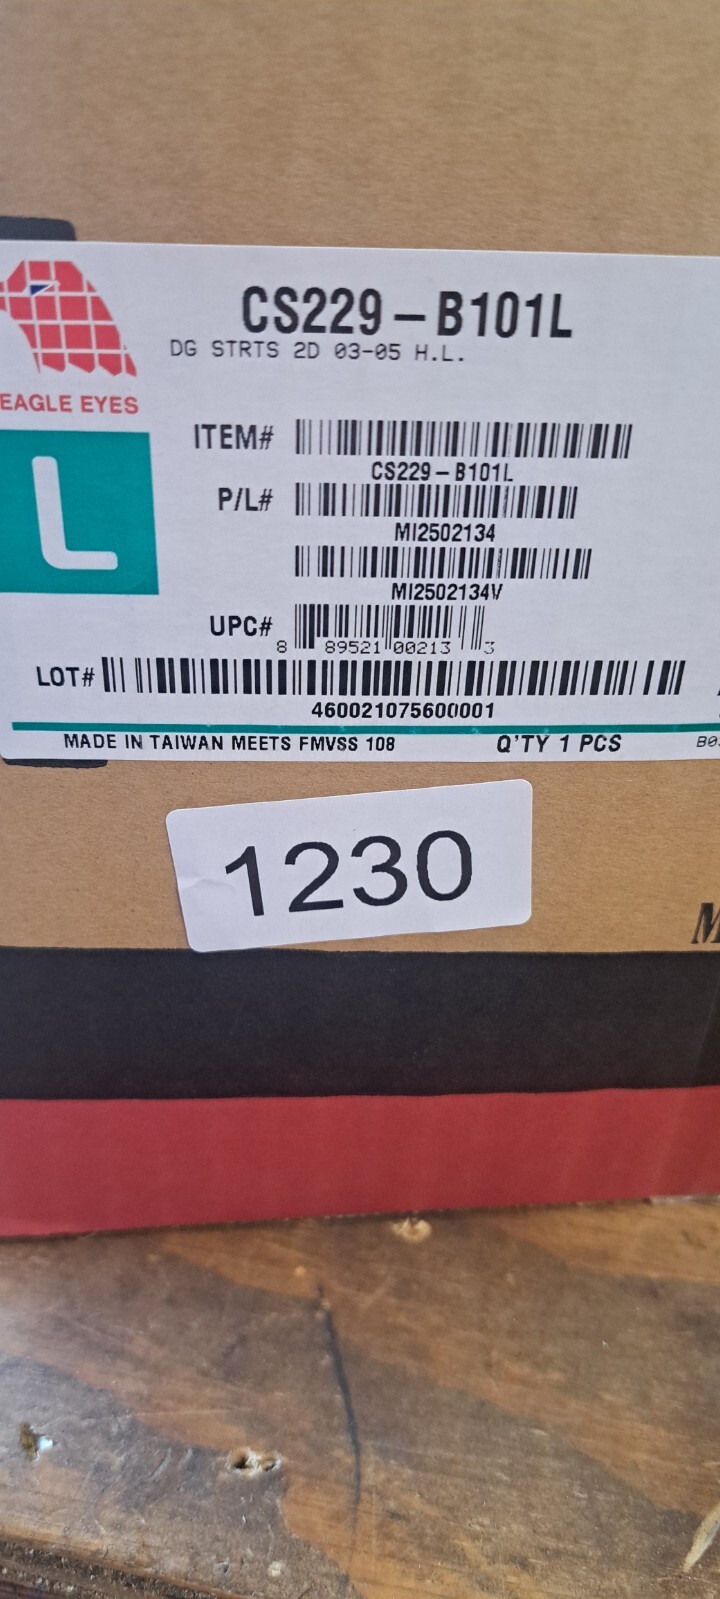 CS229-B101L
DG STRTS 2D 03-05 H.L.
EAGLE EYES
L
ITEM#
CS229-B101L
P/L#
MI2502134
MI2502134V
UPC#
8 89521 00213 3
LOT#
460021075600001
MADE IN TAIWAN MEETS FMVSS 108 Q'TY 1 PCS
1230